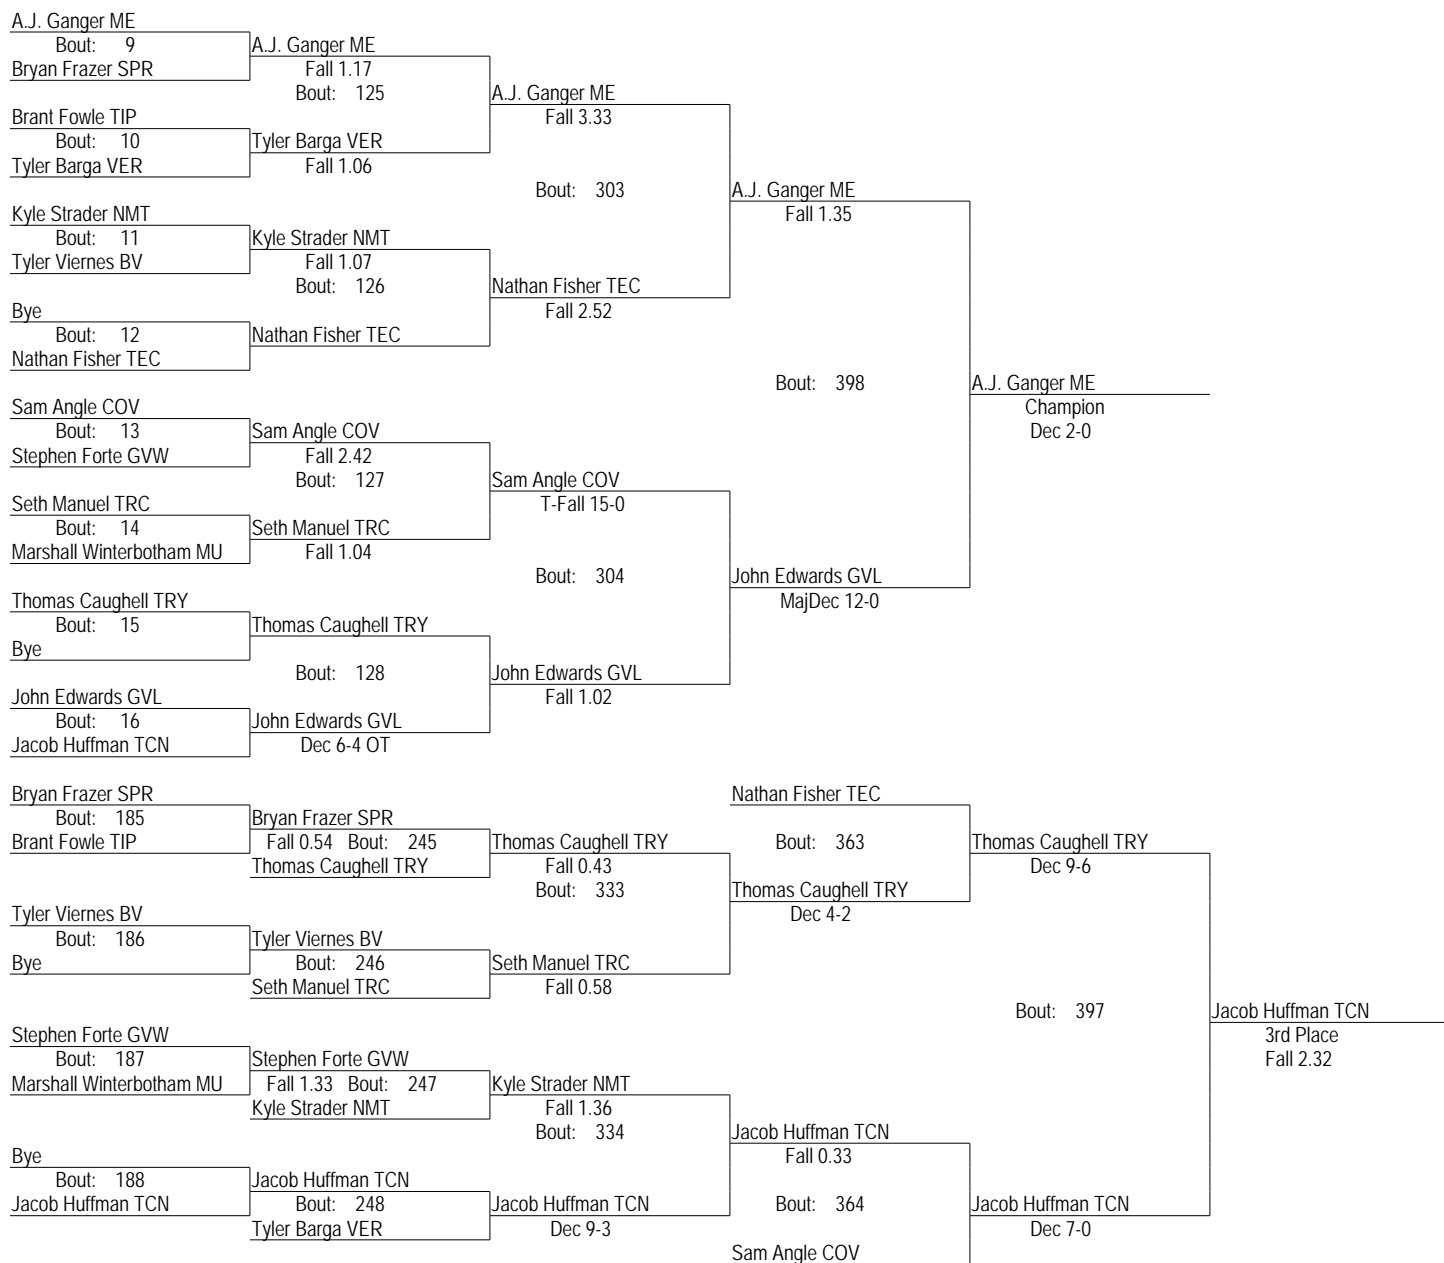 A.J. Ganger ME
Bout: 9
A.J. Ganger ME
Bryan Frazer SPR
Fall 1.17
Bout: 125
A.J. Ganger ME
Brant Fowle TIP
Fall 3.33
Bout: 10
Tyler Barga VER
Tyler Barga VER
Fall 1.06
Bout: 303
A.J. Ganger ME
Kyle Strader NMT
Fall 1.35
Bout: 11
Kyle Strader NMT
Tyler Viernes BV
Fall 1.07
Bout: 126
Nathan Fisher TEC
Bye
Fall 2.52
Bout: 12
Nathan Fisher TEC
Nathan Fisher TEC
Bout: 398
A.J. Ganger ME
Sam Angle COV
Champion
Bout: 13
Sam Angle COV
Dec 2-0
Stephen Forte GVW
Fall 2.42
Bout: 127
Sam Angle COV
Seth Manuel TRC
T-Fall 15-0
Bout: 14
Seth Manuel TRC
Marshall Winterbotham MU
Fall 1.04
Bout: 304
John Edwards GVL
Thomas Caughell TRY
MajDec 12-0
Bout: 15
Thomas Caughell TRY
Bye
Bout: 128
John Edwards GVL
John Edwards GVL
Fall 1.02
Bout: 16
John Edwards GVL
Jacob Huffman TCN
Dec 6-4 OT
Bryan Frazer SPR
Nathan Fisher TEC
Bout: 185
Bryan Frazer SPR
Brant Fowle TIP
Fall 0.54 Bout: 245
Thomas Caughell TRY
Bout: 363
Thomas Caughell TRY
Thomas Caughell TRY
Fall 0.43
Dec 9-6
Bout: 333
Thomas Caughell TRY
Tyler Viernes BV
Dec 4-2
Bout: 186
Tyler Viernes BV
Bye
Bout: 246
Seth Manuel TRC
Seth Manuel TRC
Fall 0.58
Bout: 397
Jacob Huffman TCN
Stephen Forte GVW
3rd Place
Bout: 187
Stephen Forte GVW
Fall 2.32
Marshall Winterbotham MU
Fall 1.33 Bout: 247
Kyle Strader NMT
Kyle Strader NMT
Fall 1.36
Bout: 334
Jacob Huffman TCN
Bye
Fall 0.33
Bout: 188
Jacob Huffman TCN
Jacob Huffman TCN
Bout: 248
Jacob Huffman TCN
Bout: 364
Jacob Huffman TCN
Tyler Barga VER
Dec 9-3
Dec 7-0
Sam Angle COV